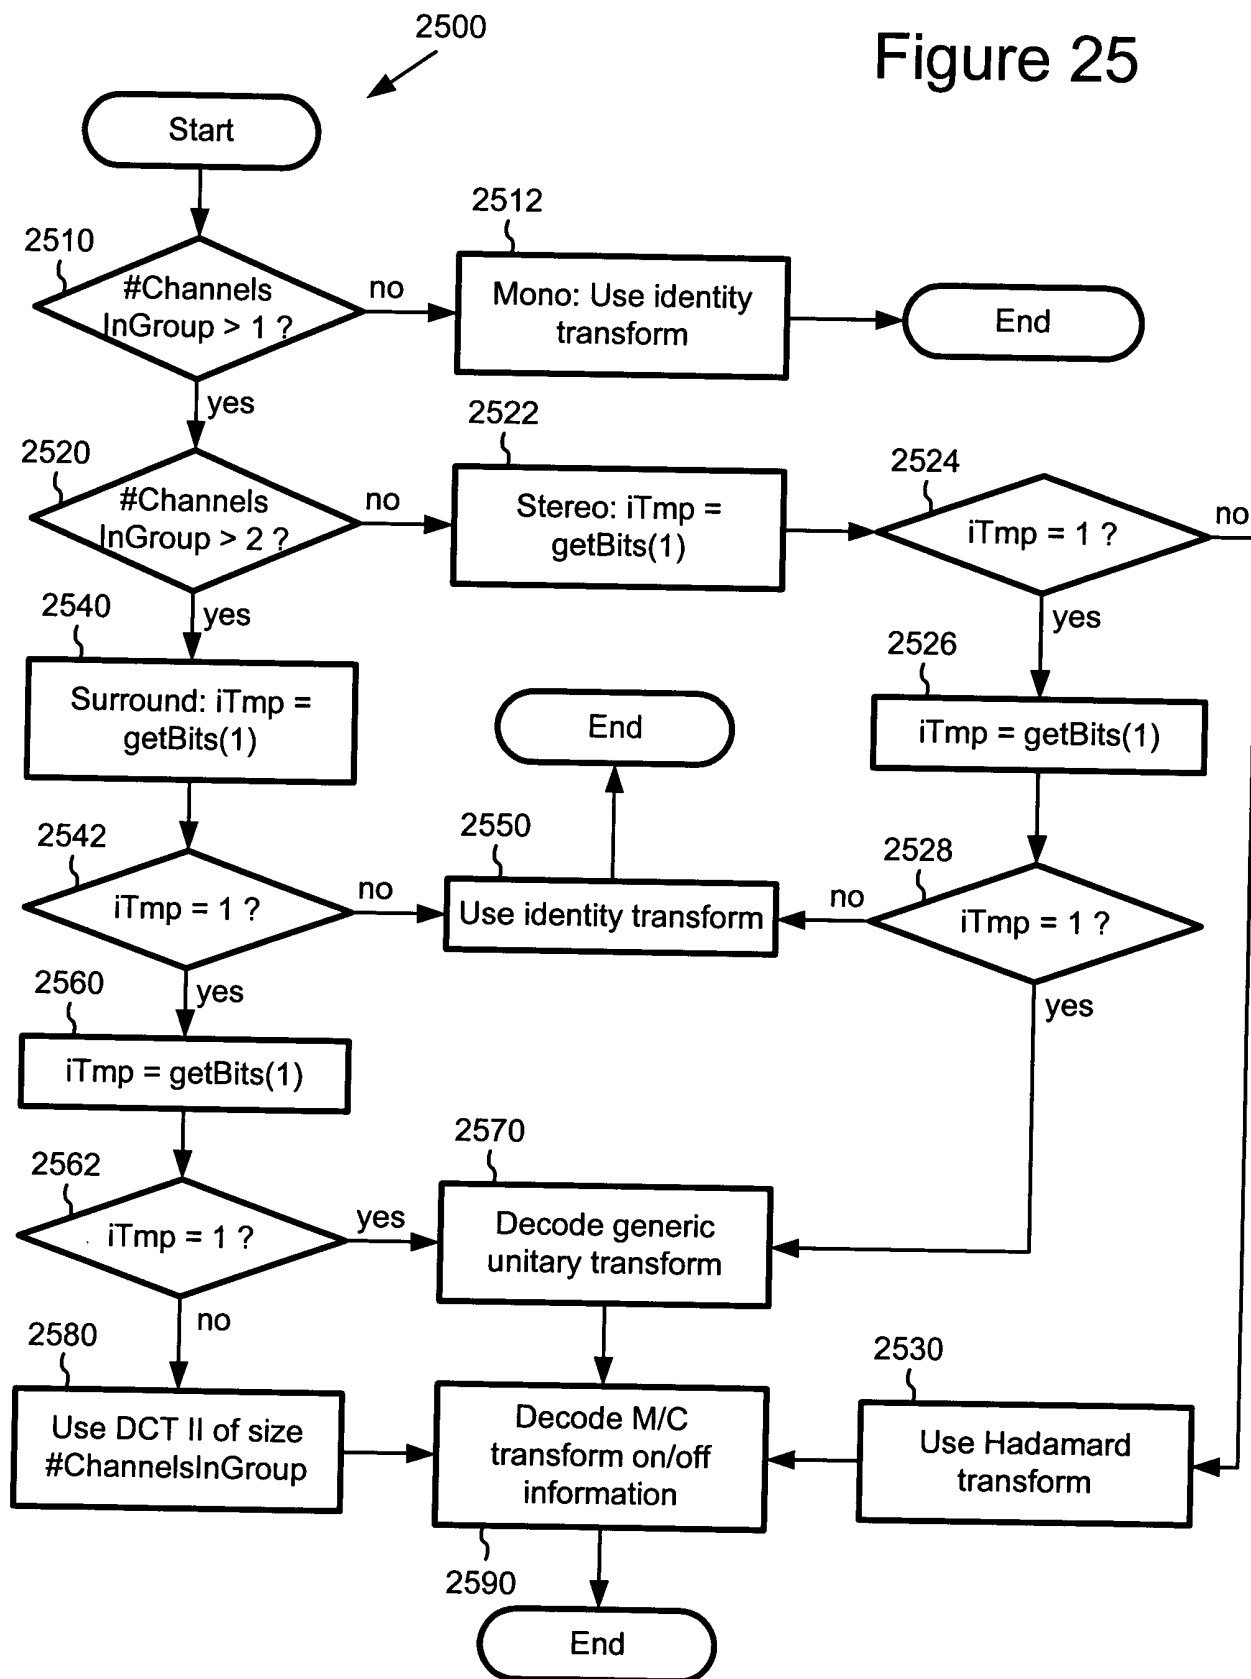 2500
Figure 25
Start
2510
#Channels
InGroup > 1 ?
no
2512
Mono: Use identity
transform
End
yes
2520
#Channels
InGroup > 2 ?
no
2522
Stereo: iTmp =
getBits(1)
2524
iTmp = 1 ?
no
yes
yes
2540
Surround: iTmp =
getBits(1)
2526
iTmp = getBits(1)
End
2542
iTmp = 1 ?
no
2550
Use identity transform
2528
iTmp = 1 ?
no
yes
yes
2560
iTmp = getBits(1)
2562
iTmp = 1 ?
yes
2570
Decode generic
unitary transform
no
2580
Use DCT II of size
#ChannelsInGroup
Decode M/C
transform on/off
information
2590
2530
Use Hadamard
transform
End